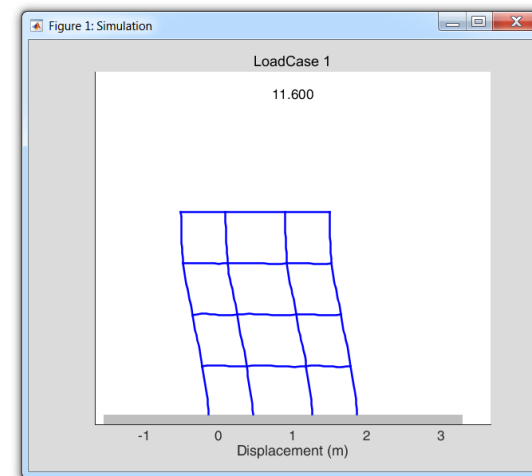 Figure 1: Simulation
LoadCase 1
11.600
-1 0 1 2 3
Displacement (m)